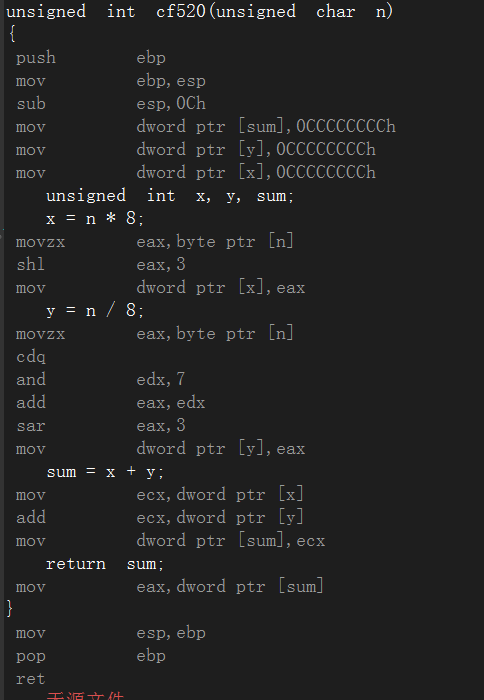 unsigned int cf520(unsigned char n)
{
push ebp
mov ebp,esp
sub esp,0Ch
mov dword ptr [sum],0CCCCCCCCh
mov dword ptr [y],0CCCCCCCCh
mov dword ptr [x],0CCCCCCCCh
unsigned int x, y, sum;
x = n * 8;
movzx eax,byte ptr [n]
shl eax,3
mov dword ptr [x],eax
y = n / 8;
movzx eax,byte ptr [n]
cdq
and edx,7
add eax,edx
sar eax,3
mov dword ptr [y],eax
sum = x + y;
mov ecx,dword ptr [x]
add ecx,dword ptr [y]
mov dword ptr [sum],ecx
return sum;
mov eax,dword ptr [sum]
}
mov esp,ebp
pop ebp
ret
无源文件